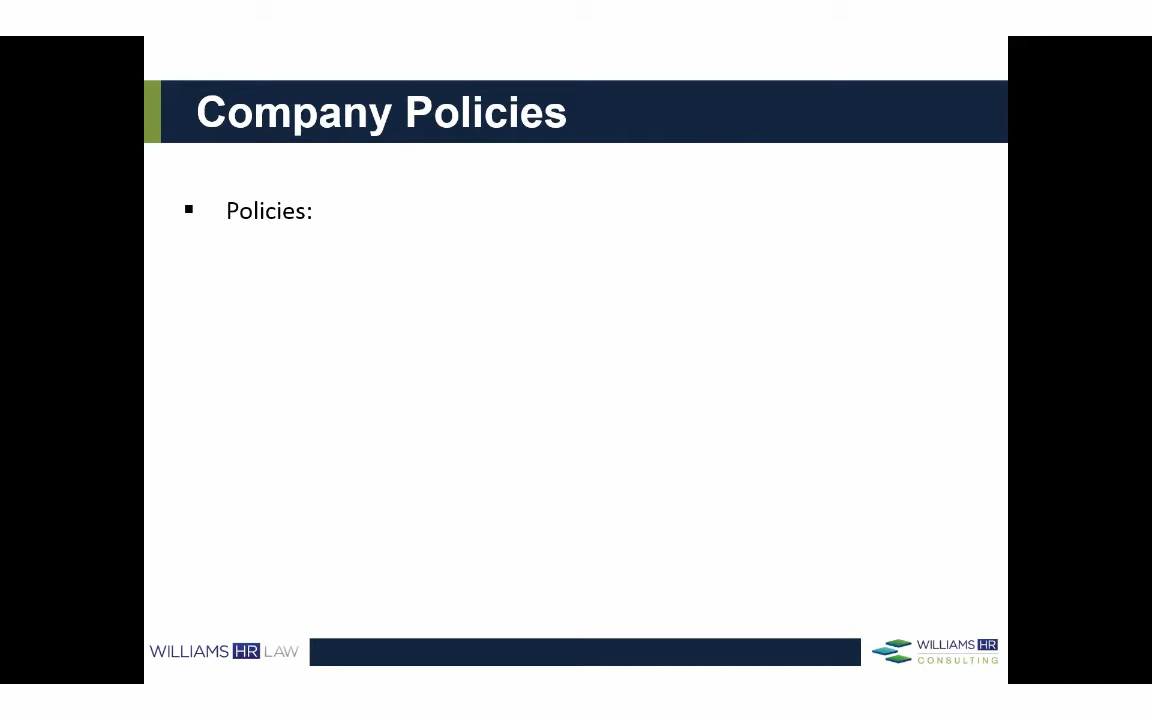 Company Policies
▪ Policies:
WILLIAMS HR LAW
WILLIAMS HR
CONSULTING